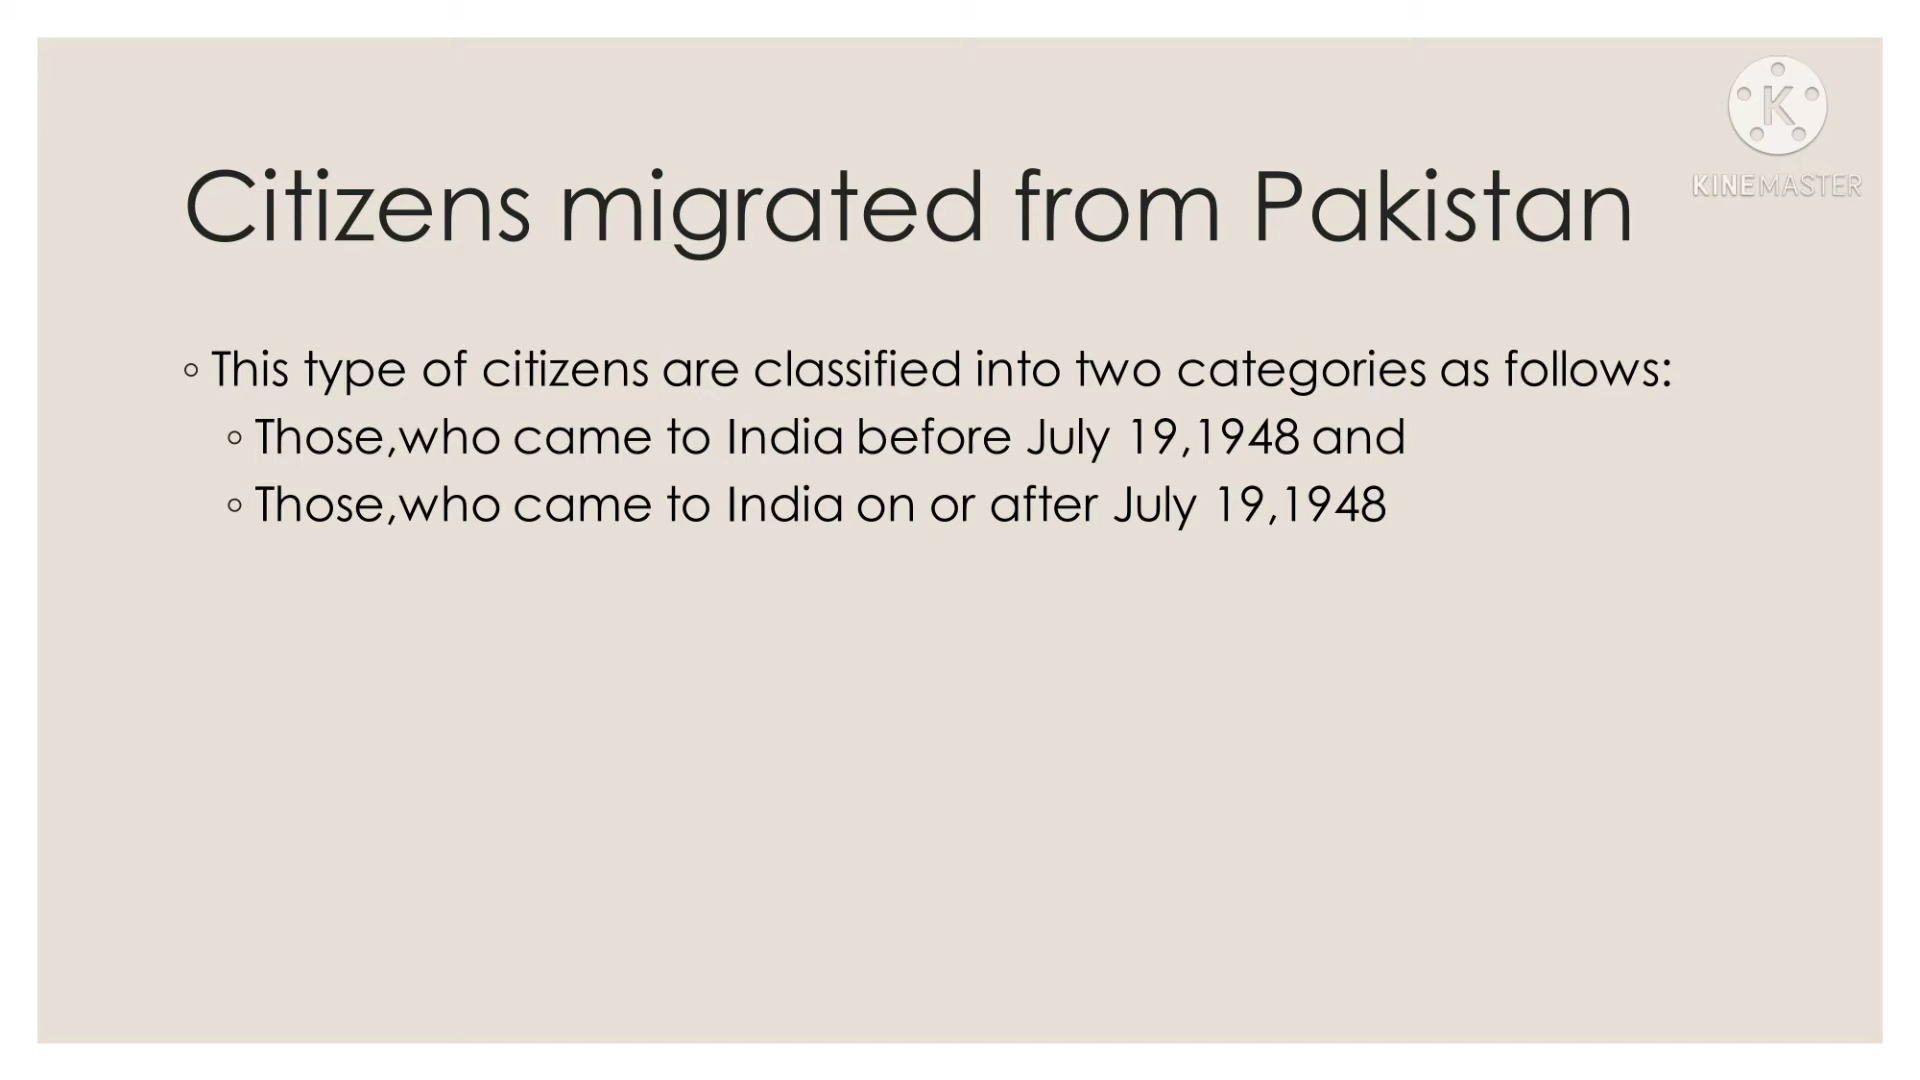 K
KINEMASTER
Citizens migrated from Pakistan
◦ This type of citizens are classified into two categories as follows:
◦ Those,who came to India before July 19,1948 and
◦ Those,who came to India on or after July 19,1948